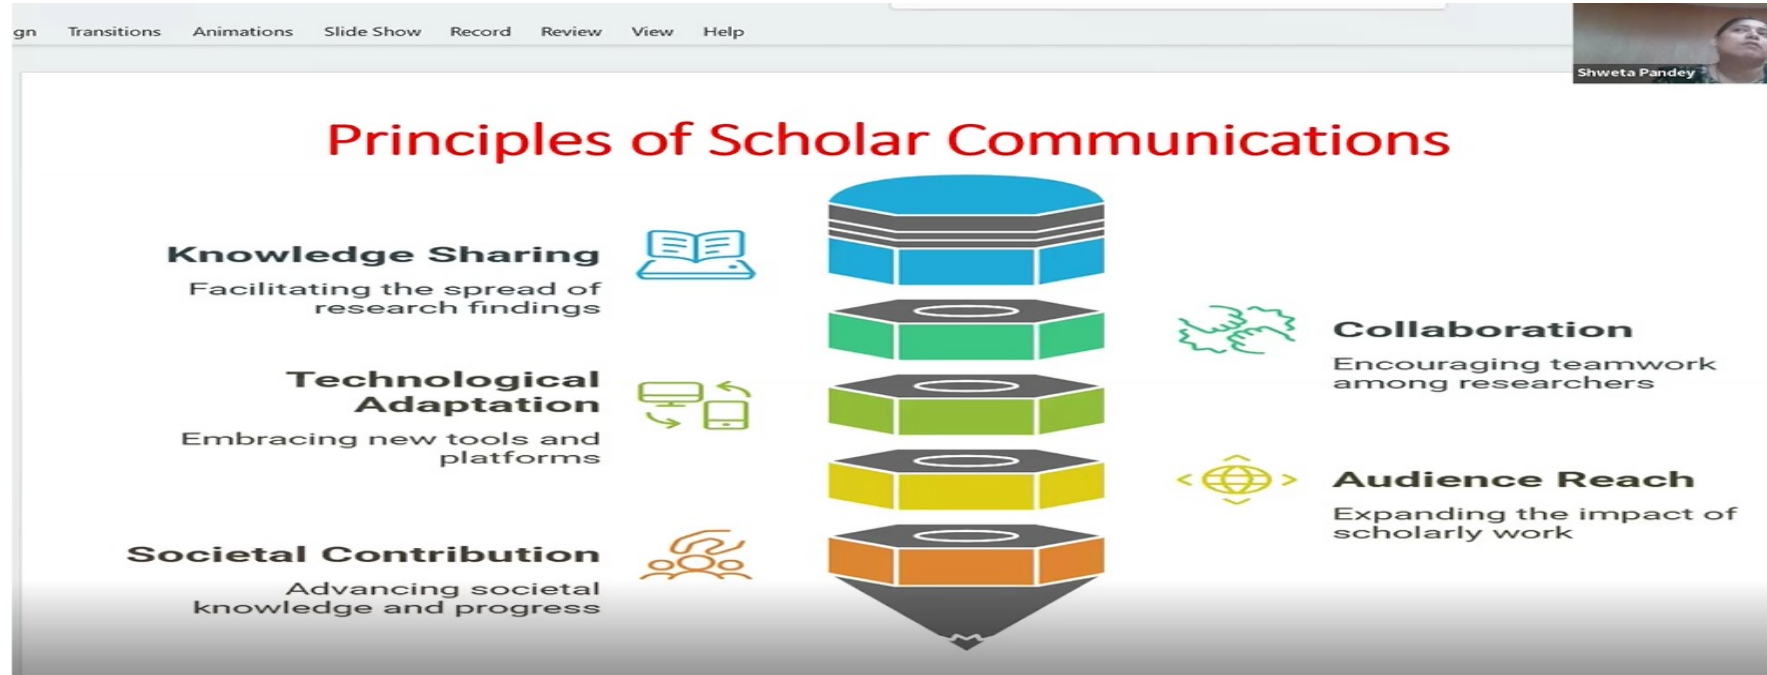 gn Transitions Animations Slide Show Record Review View Help
Shweta Pandey
Principles of Scholar Communications
Knowledge Sharing
Facilitating the spread of
research findings
Collaboration
Encouraging teamwork
among researchers
Technological
Adaptation
Embracing new tools and
platforms
Audience Reach
Expanding the impact of
scholarly work
Societal Contribution
Advancing societal
knowledge and progress